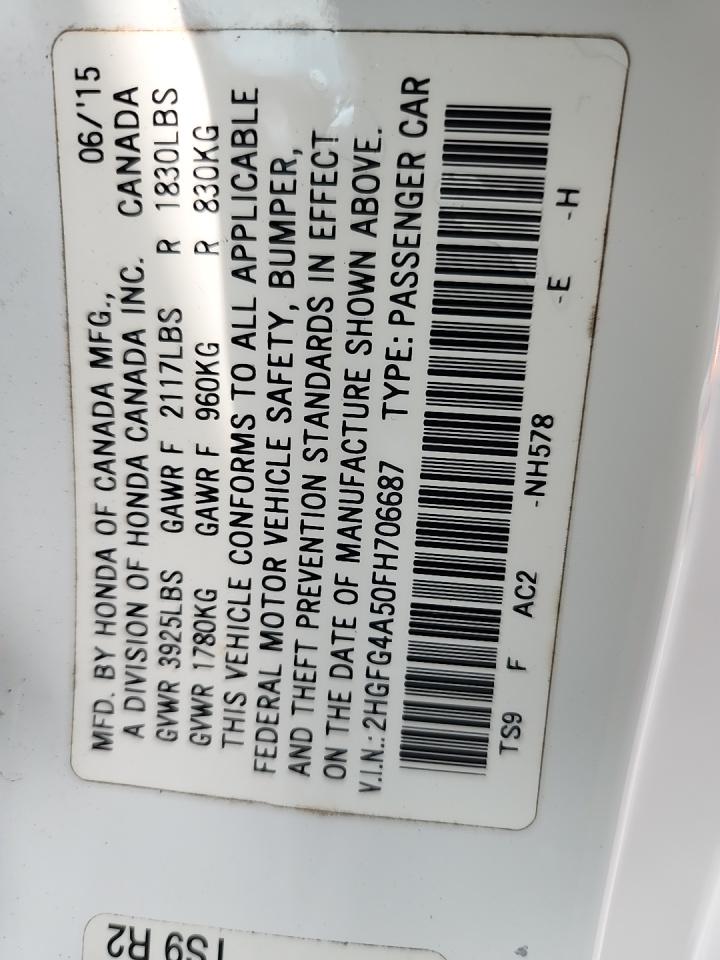 MFD. BY HONDA OF CANADA MFG., 06/'15
A DIVISION OF HONDA CANADA INC. CANADA
GVWR 3925LBS GAWR F 2117LBS R 1830LBS
GVWR 1780KG GAWR F 960KG R 830KG
THIS VEHICLE CONFORMS TO ALL APPLICABLE
FEDERAL MOTOR VEHICLE SAFETY, BUMPER,
AND THEFT PREVENTION STANDARDS IN EFFECT
ON THE DATE OF MANUFACTURE SHOWN ABOVE.
V.I.N.: 2HGFG4A50FH706687 TYPE: PASSENGER CAR
TS9 F AC2 -NH578 -E -H
TS9 R2